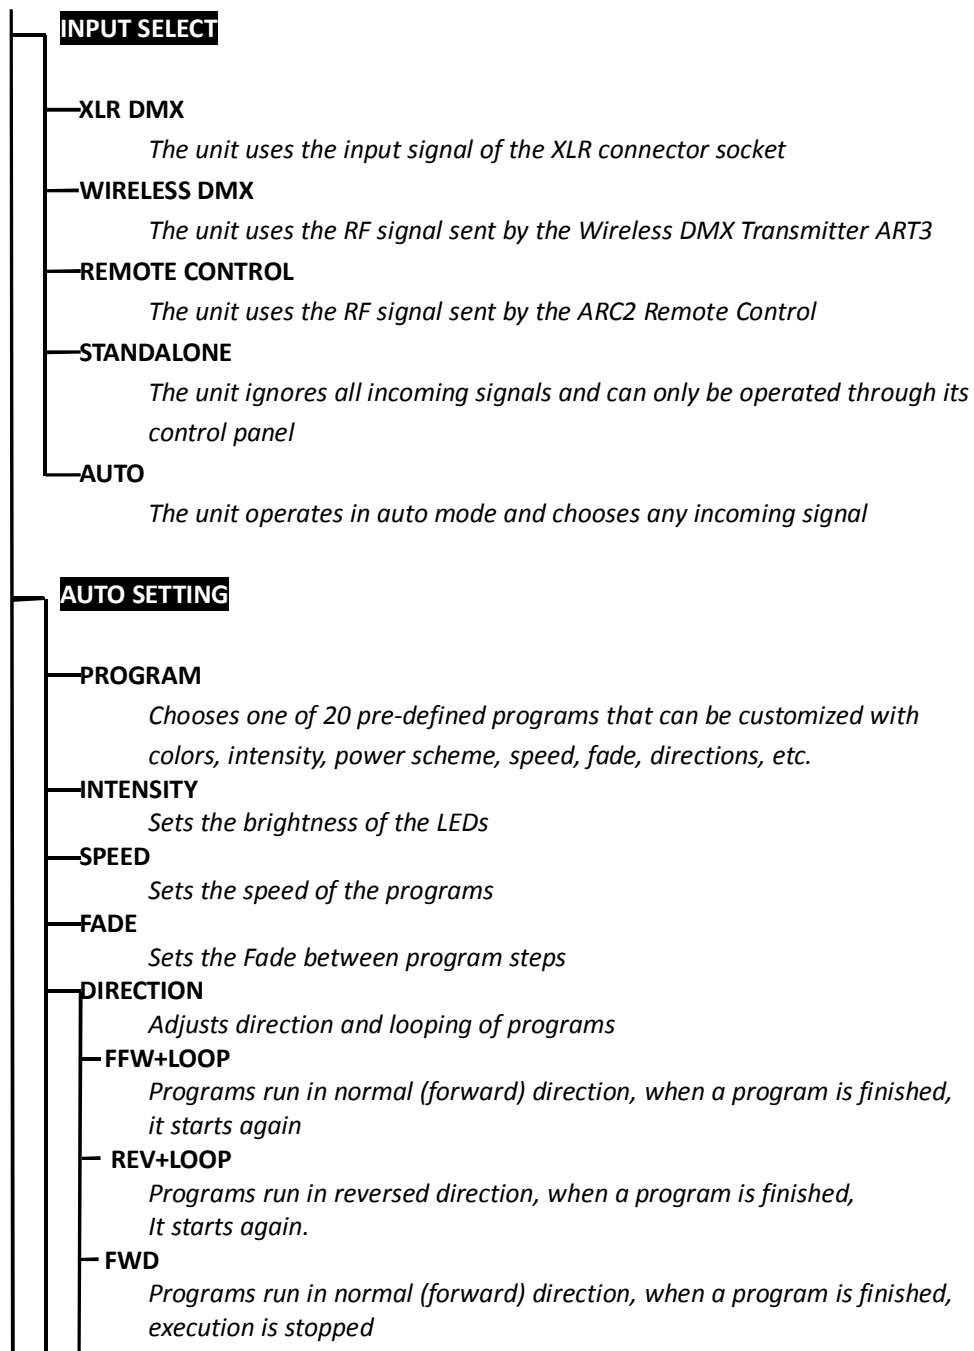 INPUT SELECT
XLR DMX
The unit uses the input signal of the XLR connector socket
WIRELESS DMX
The unit uses the RF signal sent by the Wireless DMX Transmitter ART3
REMOTE CONTROL
The unit uses the RF signal sent by the ARC2 Remote Control
STANDALONE
The unit ignores all incoming signals and can only be operated through its
control panel
AUTO
The unit operates in auto mode and chooses any incoming signal
AUTO SETTING
PROGRAM
Chooses one of 20 pre-defined programs that can be customized with
colors, intensity, power scheme, speed, fade, directions, etc.
INTENSITY
Sets the brightness of the LEDs
SPEED
Sets the speed of the programs
FADE
Sets the Fade between program steps
DIRECTION
Adjusts direction and looping of programs
FFW+LOOP
Programs run in normal (forward) direction, when a program is finished,
it starts again
REV+LOOP
Programs run in reversed direction, when a program is finished,
It starts again.
FWD
Programs run in normal (forward) direction, when a program is finished,
execution is stopped